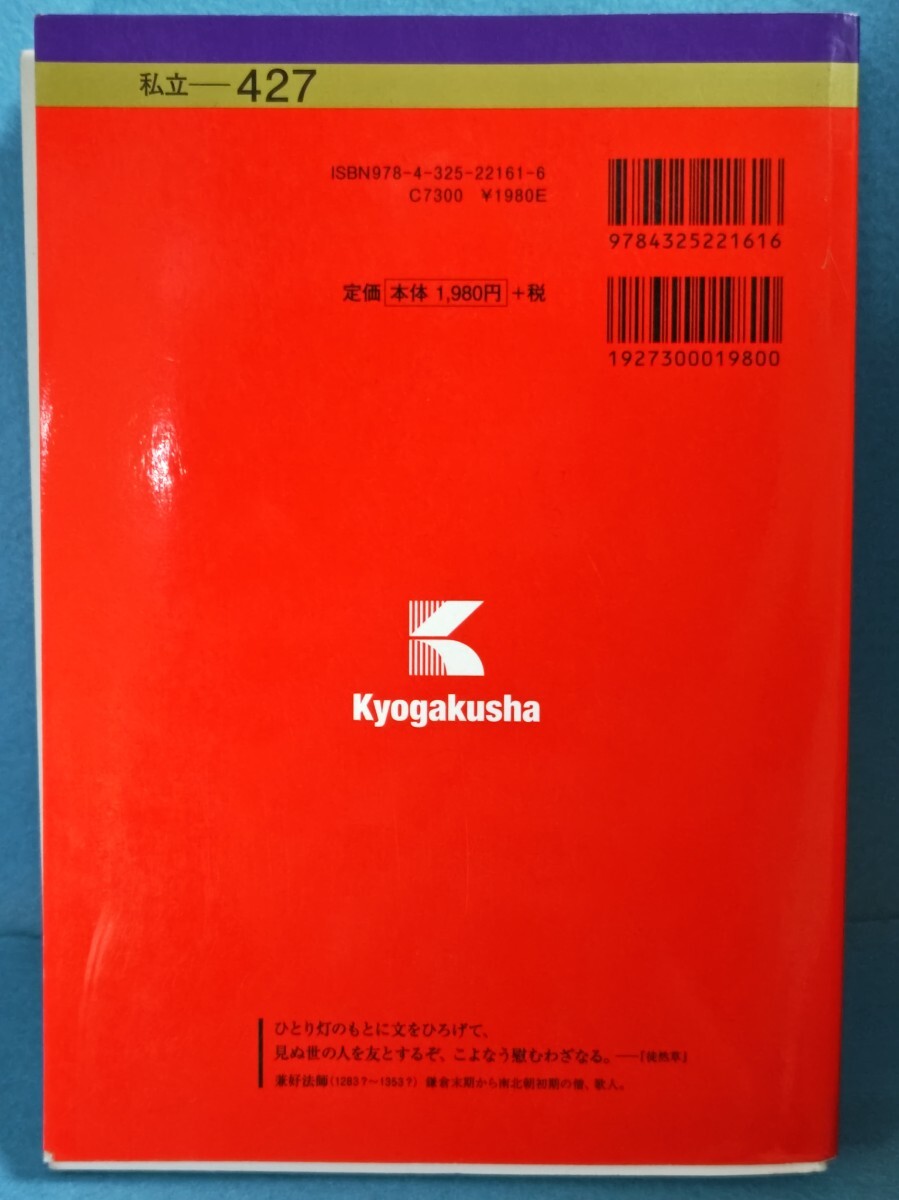 私立―427
ISBN978-4-325-22161-6
C7300 ¥1980E
9784325221616
定価 本体 1,980円 +税
1927300019800
Kyogakusha
ひとり灯のもとに文をひろげて、
見ぬ世の人を友とするぞ、こよなう慰むわざなる。――『徒然草』
兼好法師(1283?〜1353?) 鎌倉末期から南北朝初期の僧、歌人。